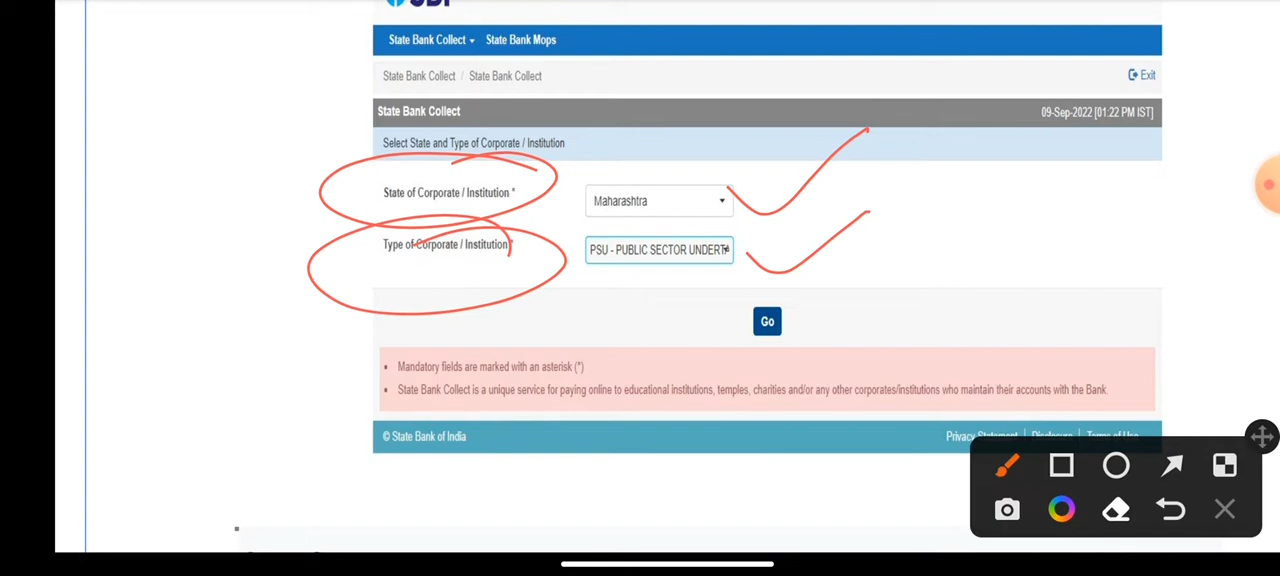 State Bank Collect State Bank Mops
State Bank Collect / State Bank Collect Exit
State Bank Collect 09-Sep-2022 [01:22 PM IST]
Select State and Type of Corporate / Institution
State of Corporate / Institution * Maharashtra
Type of Corporate / Institution * PSU - PUBLIC SECTOR UNDERT
Go
Mandatory fields are marked with an asterisk (*)
State Bank Collect is a unique service for paying online to educational institutions, temples, charities and/or any other corporates/institutions who maintain their accounts with the Bank.
© State Bank of India Privacy Statement | Disclosure | Terms of Use